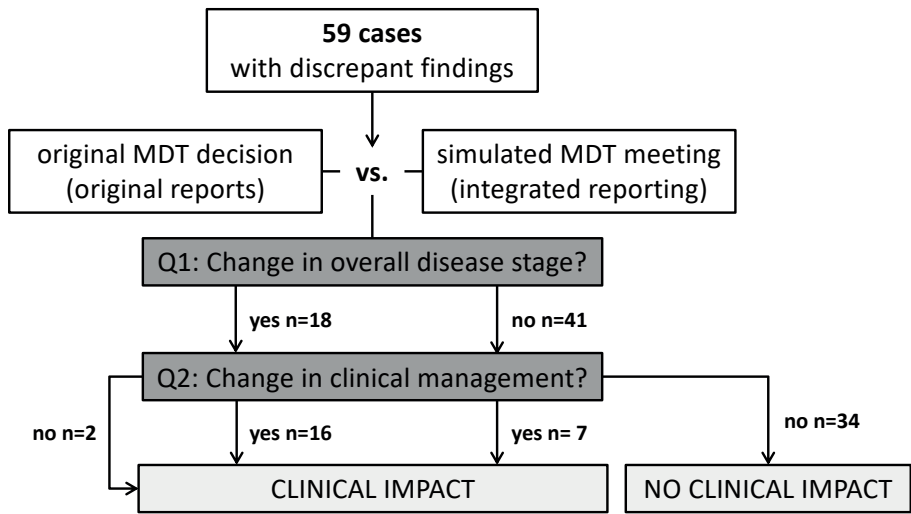 59 cases
with discrepant findings
original MDT decision
(original reports)
vs.
simulated MDT meeting
(integrated reporting)
Q1: Change in overall disease stage?
yes n=18
no n=41
Q2: Change in clinical management?
no n=2
yes n=16
yes n= 7
no n=34
CLINICAL IMPACT
NO CLINICAL IMPACT